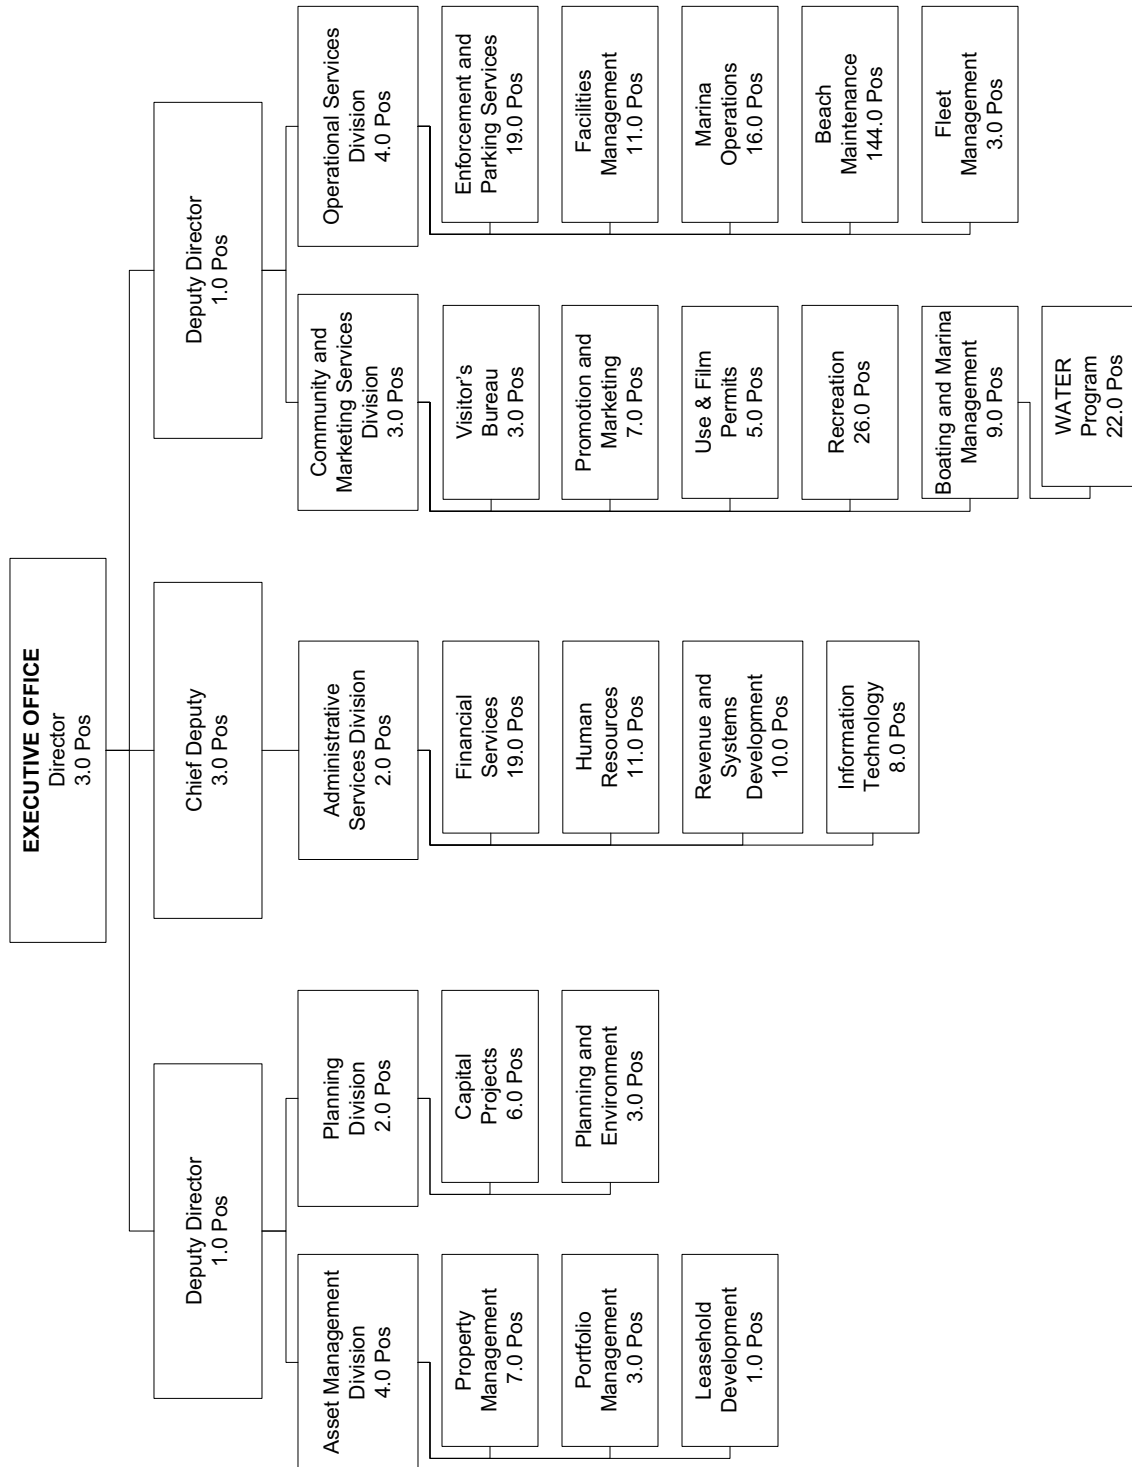 EXECUTIVE OFFICE
Director
3.0 Pos
Deputy Director
1.0 Pos
Chief Deputy
3.0 Pos
Deputy Director
1.0 Pos
Asset Management
Division
4.0 Pos
Property
Management
7.0 Pos
Portfolio
Management
3.0 Pos
Leasehold
Development
1.0 Pos
Planning
Division
2.0 Pos
Capital
Projects
6.0 Pos
Planning and
Environment
3.0 Pos
Administrative
Services Division
2.0 Pos
Financial
Services
19.0 Pos
Human
Resources
11.0 Pos
Revenue and
Systems
Development
10.0 Pos
Information
Technology
8.0 Pos
Community and
Marketing Services
Division
3.0 Pos
Visitor's
Bureau
3.0 Pos
Promotion and
Marketing
7.0 Pos
Use & Film
Permits
5.0 Pos
Recreation
26.0 Pos
Boating and Marina
Management
9.0 Pos
WATER
Program
22.0 Pos
Operational Services
Division
4.0 Pos
Enforcement and
Parking Services
19.0 Pos
Facilities
Management
11.0 Pos
Marina
Operations
16.0 Pos
Beach
Maintenance
144.0 Pos
Fleet
Management
3.0 Pos